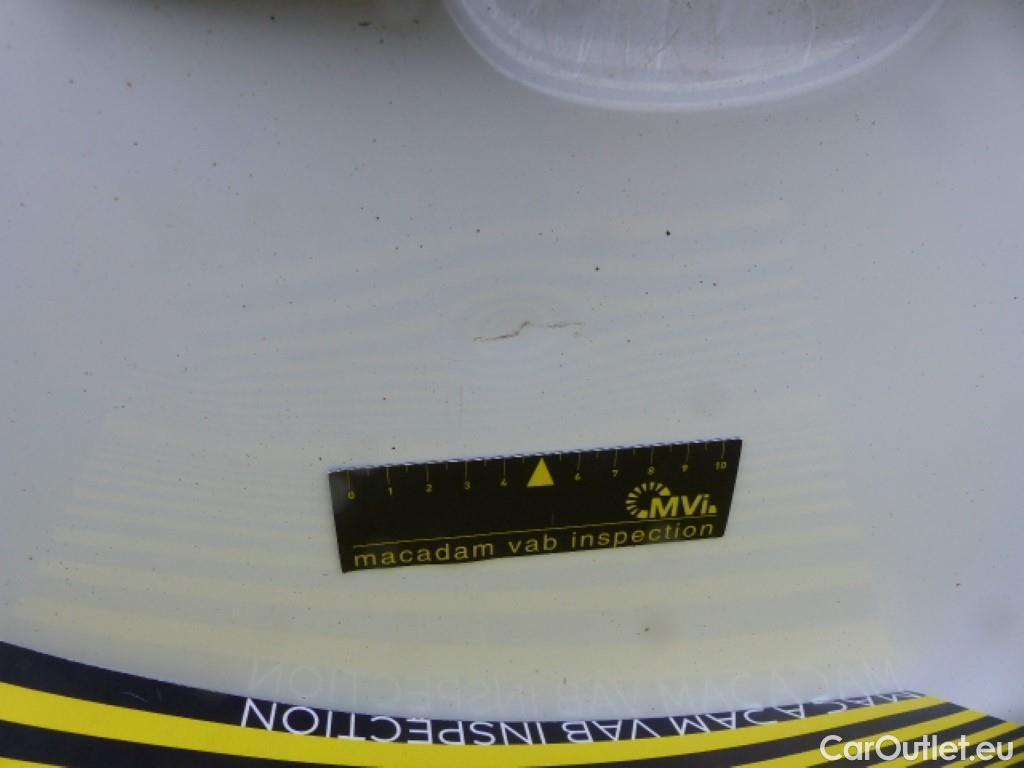 0 1 2 3 4 6 7 8 9 10
MVi
macadam vab inspection
MACADAM VAB INSPECTION
CarOutlet.eu